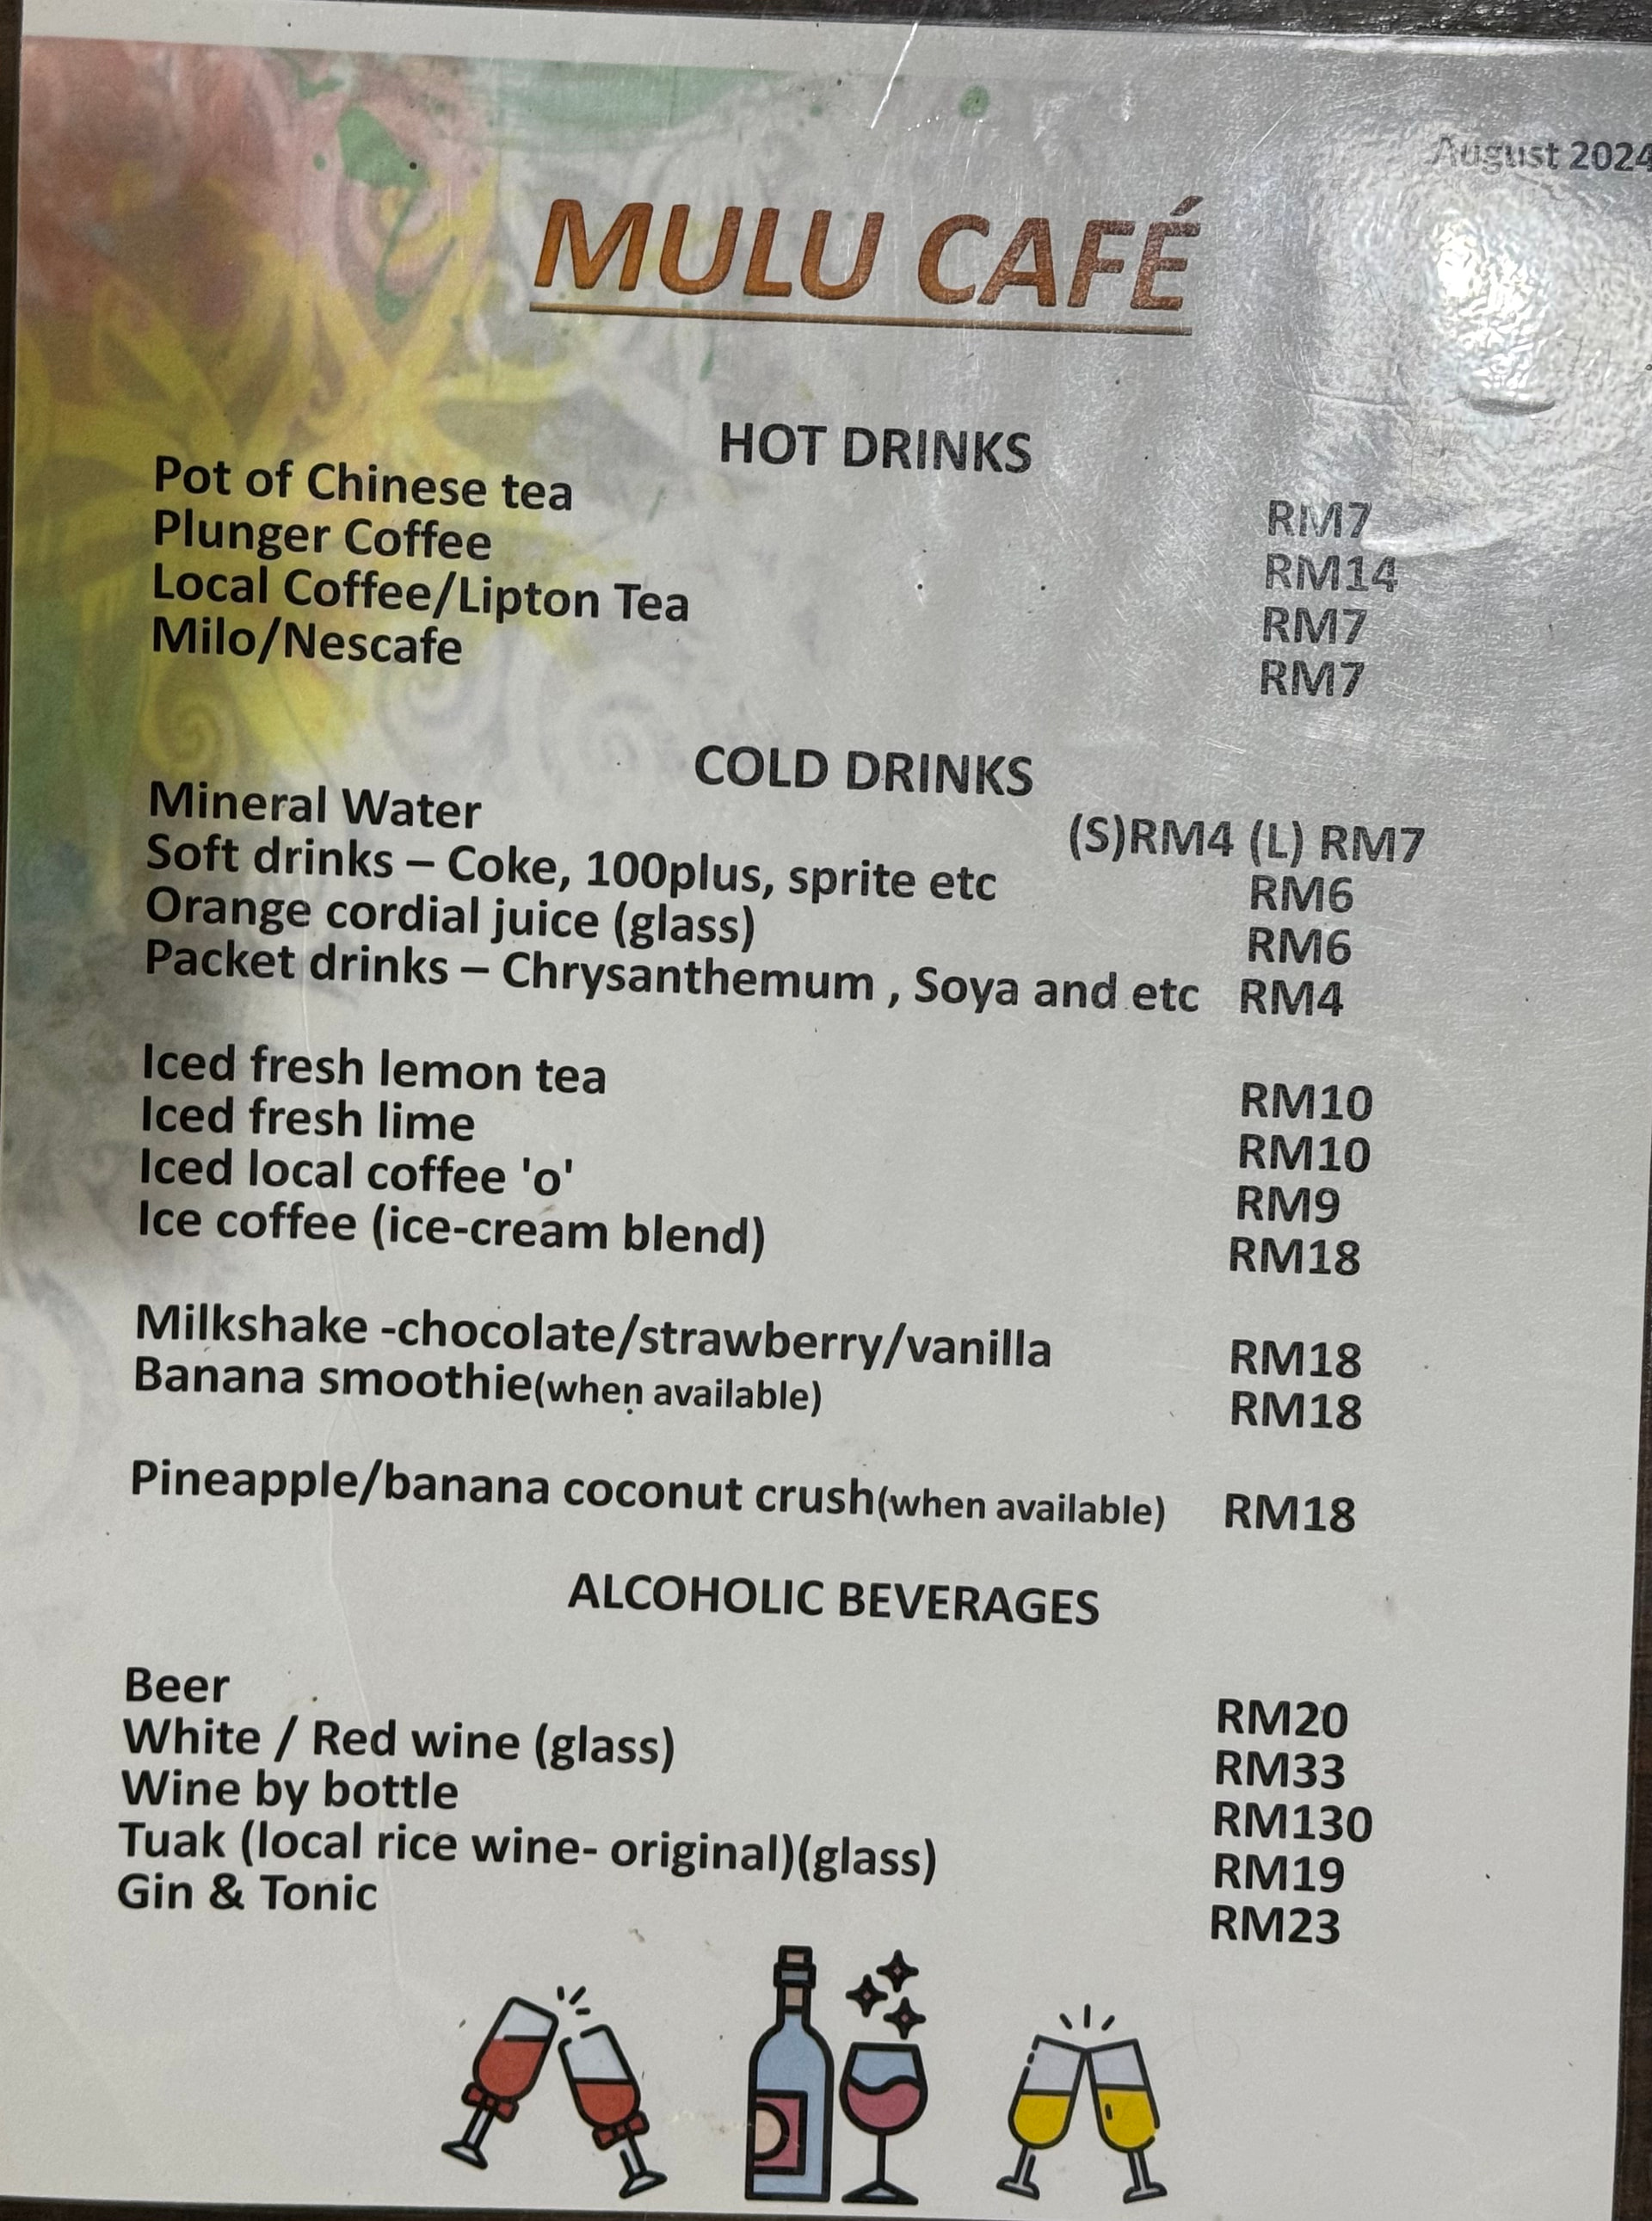 August 2024
MULU CAFÉ
HOT DRINKS
Pot of Chinese tea RM7
Plunger Coffee RM14
Local Coffee/Lipton Tea RM7
Milo/Nescafe RM7
COLD DRINKS
Mineral Water (S)RM4 (L) RM7
Soft drinks – Coke, 100plus, sprite etc RM6
Orange cordial juice (glass) RM6
Packet drinks – Chrysanthemum , Soya and etc RM4
Iced fresh lemon tea RM10
Iced fresh lime RM10
Iced local coffee 'o' RM9
Ice coffee (ice-cream blend) RM18
Milkshake -chocolate/strawberry/vanilla RM18
Banana smoothie(when available) RM18
Pineapple/banana coconut crush(when available) RM18
ALCOHOLIC BEVERAGES
Beer RM20
White / Red wine (glass) RM33
Wine by bottle RM130
Tuak (local rice wine- original)(glass) RM19
Gin & Tonic RM23